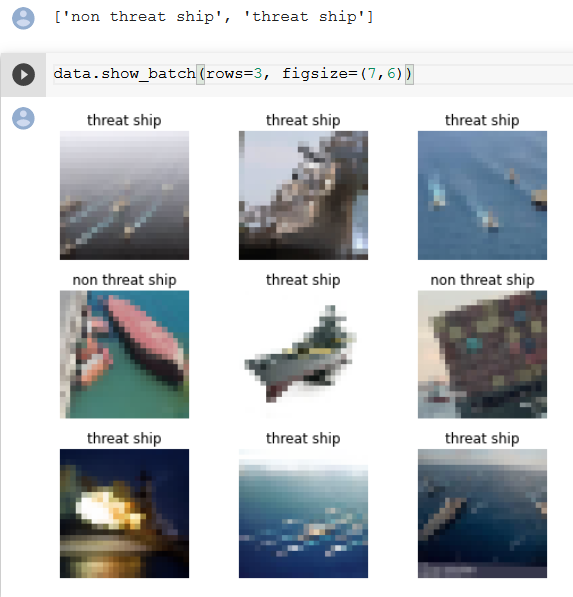 ['non threat ship', 'threat ship']
data.show_batch(rows=3, figsize=(7,6))
threat ship threat ship threat ship
non threat ship threat ship non threat ship
threat ship threat ship threat ship